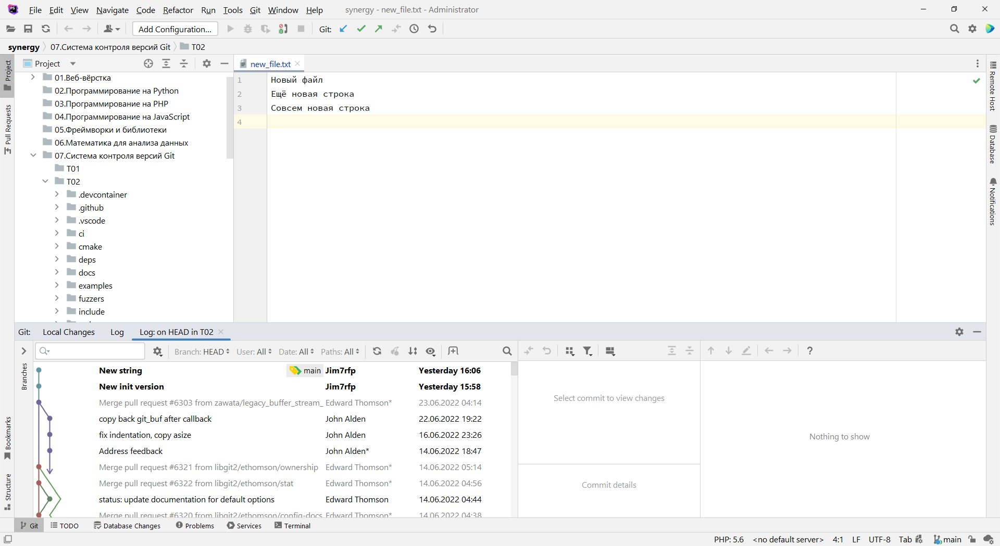 File Edit View Navigate Code Refactor Run Tools Git Window Help synergy - new_file.txt - Administrator
Add Configuration... Git:
synergy 07.Система контроля версий Git T02
Project
new_file.txt
01.Веб-вёрстка
02.Программирование на Python
03.Программирование на PHP
04.Программирование на JavaScript
05.Фреймворки и библиотеки
06.Математика для анализа данных
07.Система контроля версий Git
T01
T02
.devcontainer
.github
.vscode
ci
cmake
deps
docs
examples
fuzzers
include
1 Новый файл
2 Ещё новая строка
3 Совсем новая строка
4
Project
Pull Requests
Bookmarks
Structure
Remote Host
Database
Notifications
Git: Local Changes Log Log: on HEAD in T02
Branch: HEAD User: All Date: All Paths: All
Branches
New string main Jim7rfp Yesterday 16:06
New init version Jim7rfp Yesterday 15:58
Merge pull request #6303 from zawata/legacy_buffer_stream_ Edward Thomson* 23.06.2022 04:14
copy back git_buf after callback John Alden 22.06.2022 19:22
fix indentation, copy asize John Alden 16.06.2022 23:26
Address feedback John Alden* 14.06.2022 18:47
Merge pull request #6321 from libgit2/ethomson/ownership Edward Thomson* 14.06.2022 05:14
Merge pull request #6322 from libgit2/ethomson/stat Edward Thomson* 14.06.2022 04:56
status: update documentation for default options Edward Thomson 14.06.2022 04:44
Merge pull request #6320 from libgit2/ethomson/config-docs Edward Thomson* 14.06.2022 04:38
Select commit to view changes
Commit details
Nothing to show
Git TODO Database Changes Problems Services Terminal
PHP: 5.6 <no default server> 4:1 LF UTF-8 Tab main